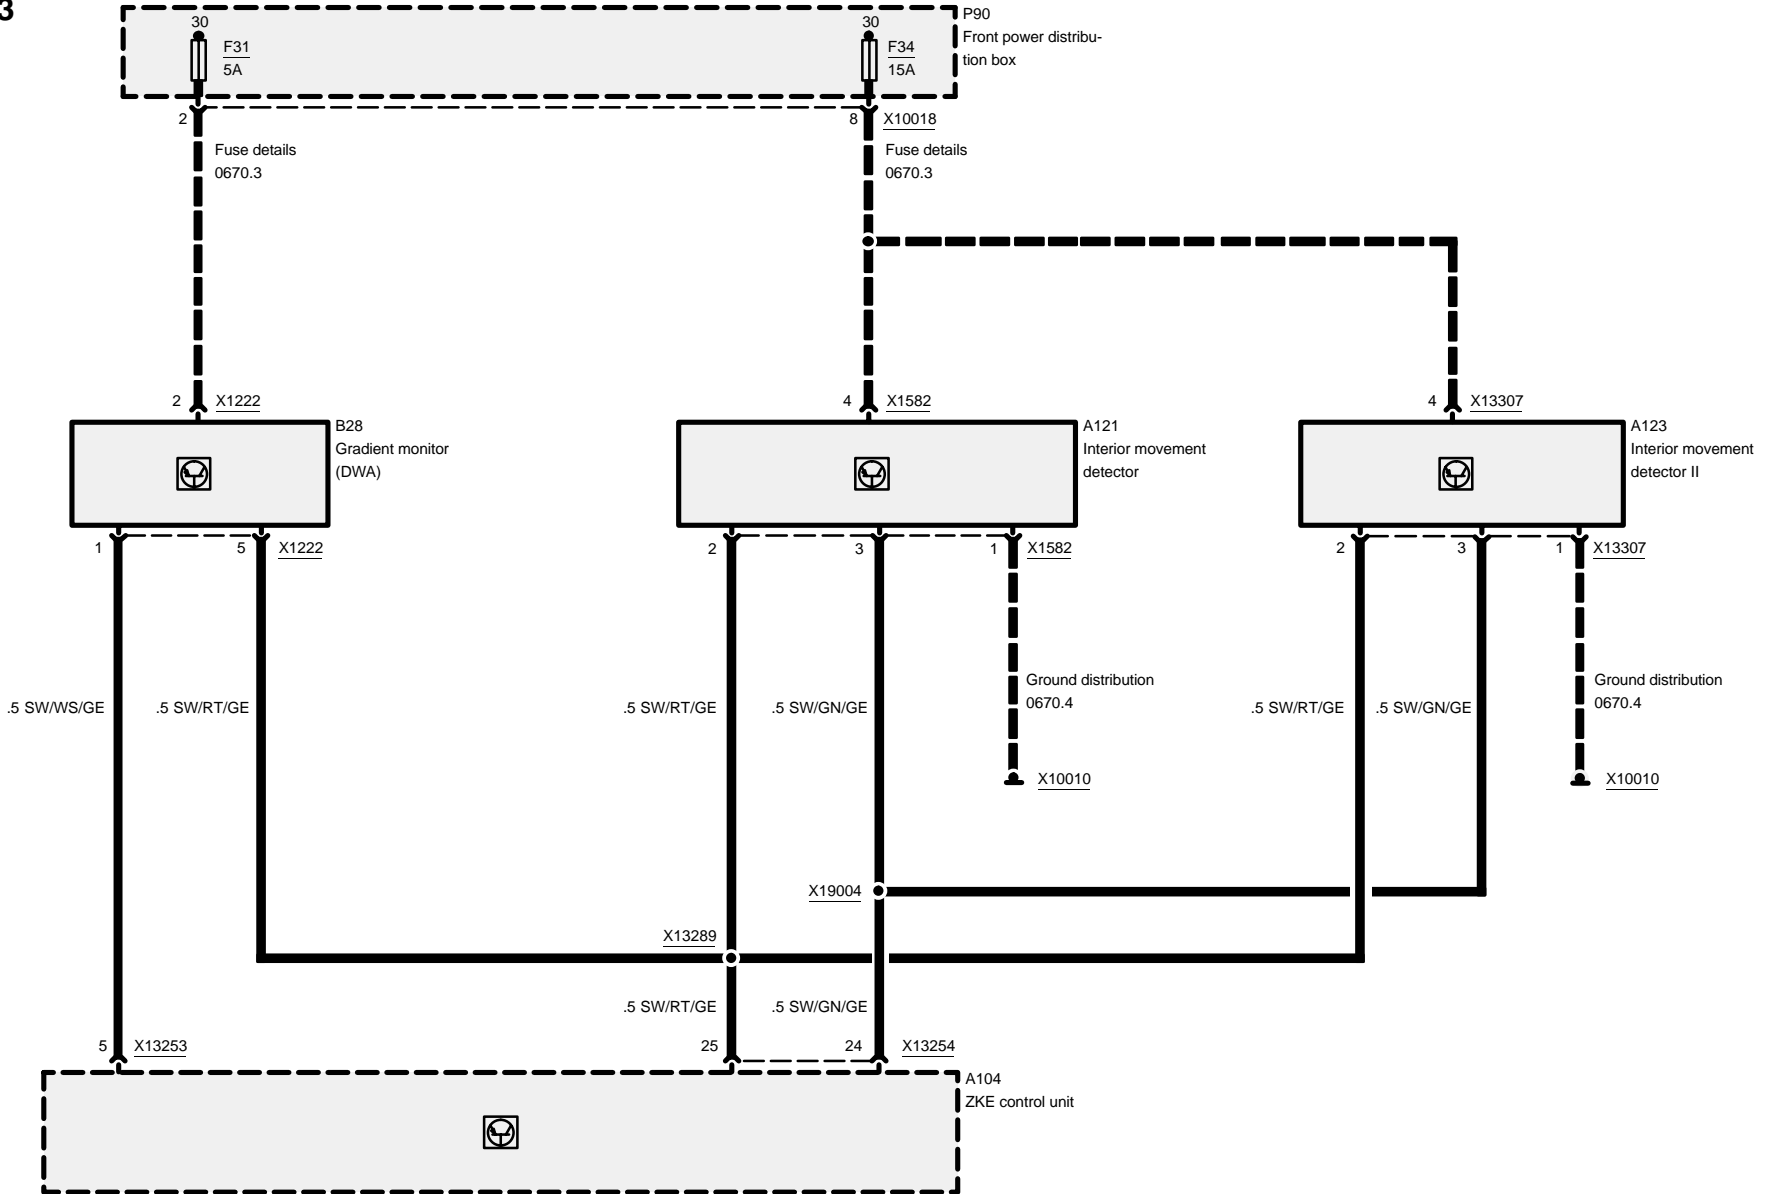 3
30
30
P90
Front power distribu-
tion box
F31
5A
F34
15A
2
8
X10018
Fuse details
0670.3
Fuse details
0670.3
2
X1222
4
X1582
4
X13307
B28
Gradient monitor
(DWA)
A121
Interior movement
detector
A123
Interior movement
detector II
1
5
X1222
2
3
1
X1582
2
3
1
X13307
Ground distribution
0670.4
Ground distribution
0670.4
.5 SW/WS/GE
.5 SW/RT/GE
.5 SW/RT/GE
.5 SW/GN/GE
.5 SW/RT/GE
.5 SW/GN/GE
X10010
X10010
X19004
X13289
.5 SW/RT/GE
.5 SW/GN/GE
5
X13253
25
24
X13254
A104
ZKE control unit